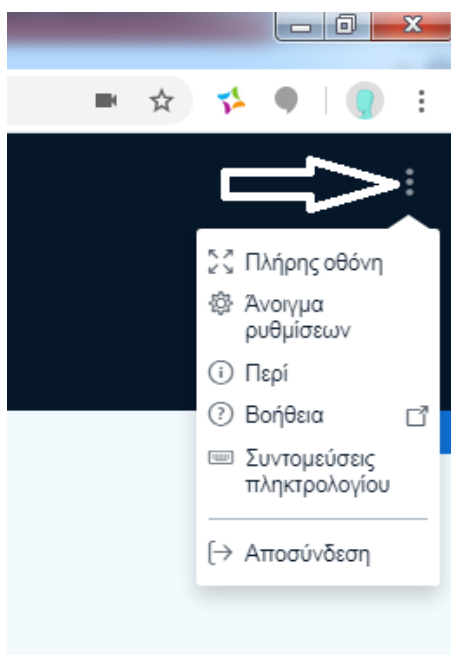 Πλήρης οθόνη
Άνοιγμα
ρυθμίσεων
Περί
Βοήθεια
Συντομεύσεις
πληκτρολογίου
Αποσύνδεση